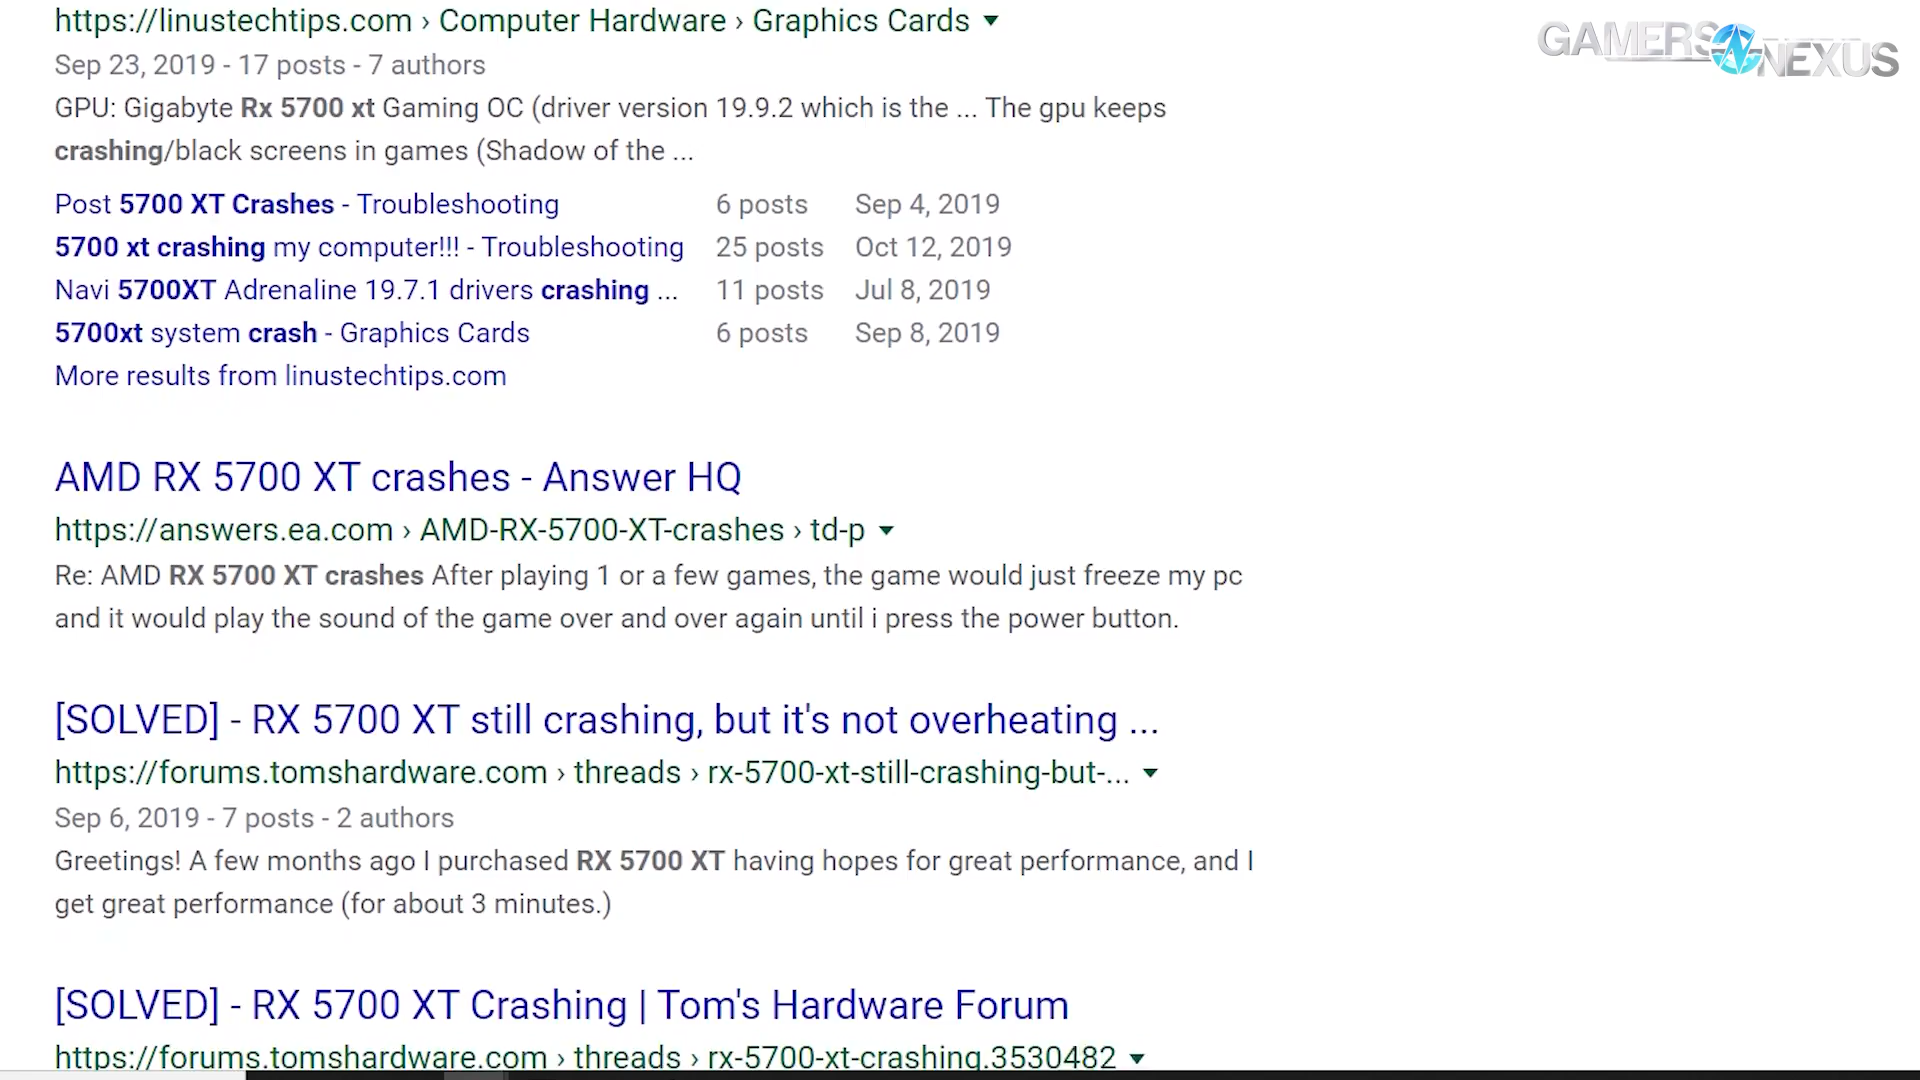 https://linustechtips.com › Computer Hardware › Graphics Cards
GAMERS NEXUS
Sep 23, 2019 - 17 posts - 7 authors
GPU: Gigabyte Rx 5700 xt Gaming OC (driver version 19.9.2 which is the ... The gpu keeps
crashing/black screens in games (Shadow of the ...
Post 5700 XT Crashes - Troubleshooting 6 posts Sep 4, 2019
5700 xt crashing my computer!!! - Troubleshooting 25 posts Oct 12, 2019
Navi 5700XT Adrenaline 19.7.1 drivers crashing ... 11 posts Jul 8, 2019
5700xt system crash - Graphics Cards 6 posts Sep 8, 2019
More results from linustechtips.com
AMD RX 5700 XT crashes - Answer HQ
https://answers.ea.com › AMD-RX-5700-XT-crashes › td-p
Re: AMD RX 5700 XT crashes After playing 1 or a few games, the game would just freeze my pc
and it would play the sound of the game over and over again until i press the power button.
[SOLVED] - RX 5700 XT still crashing, but it's not overheating ...
https://forums.tomshardware.com › threads › rx-5700-xt-still-crashing-but-...
Sep 6, 2019 - 7 posts - 2 authors
Greetings! A few months ago I purchased RX 5700 XT having hopes for great performance, and I
get great performance (for about 3 minutes.)
[SOLVED] - RX 5700 XT Crashing | Tom's Hardware Forum
https://forums.tomshardware.com › threads › rx-5700-xt-crashing.3530482